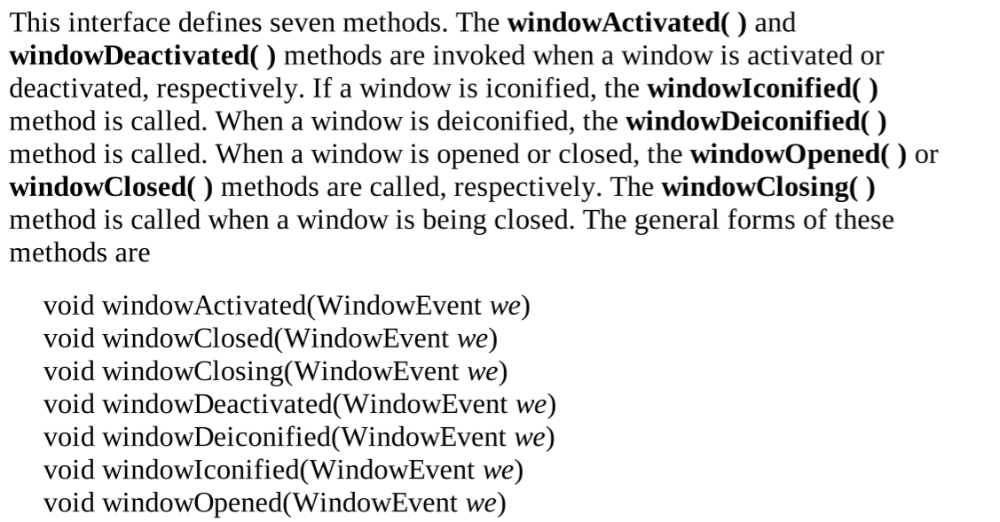 This interface defines seven methods. The windowActivated( ) and
windowDeactivated( ) methods are invoked when a window is activated or
deactivated, respectively. If a window is iconified, the windowIconified( )
method is called. When a window is deiconified, the windowDeiconified( )
method is called. When a window is opened or closed, the windowOpened( ) or
windowClosed( ) methods are called, respectively. The windowClosing( )
method is called when a window is being closed. The general forms of these
methods are
void windowActivated(WindowEvent we)
void windowClosed(WindowEvent we)
void windowClosing(WindowEvent we)
void windowDeactivated(WindowEvent we)
void windowDeiconified(WindowEvent we)
void windowIconified(WindowEvent we)
void windowOpened(WindowEvent we)